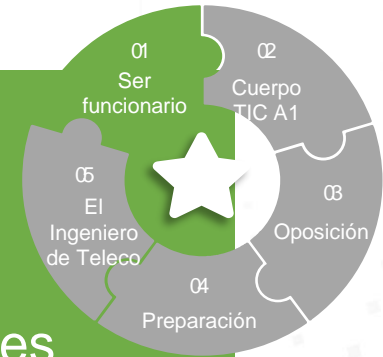 01
Ser
funcionario
02
Cuerpo
TIC A1
03
Oposición
04
Preparación
05
El
Ingeniero
de Teleco
es